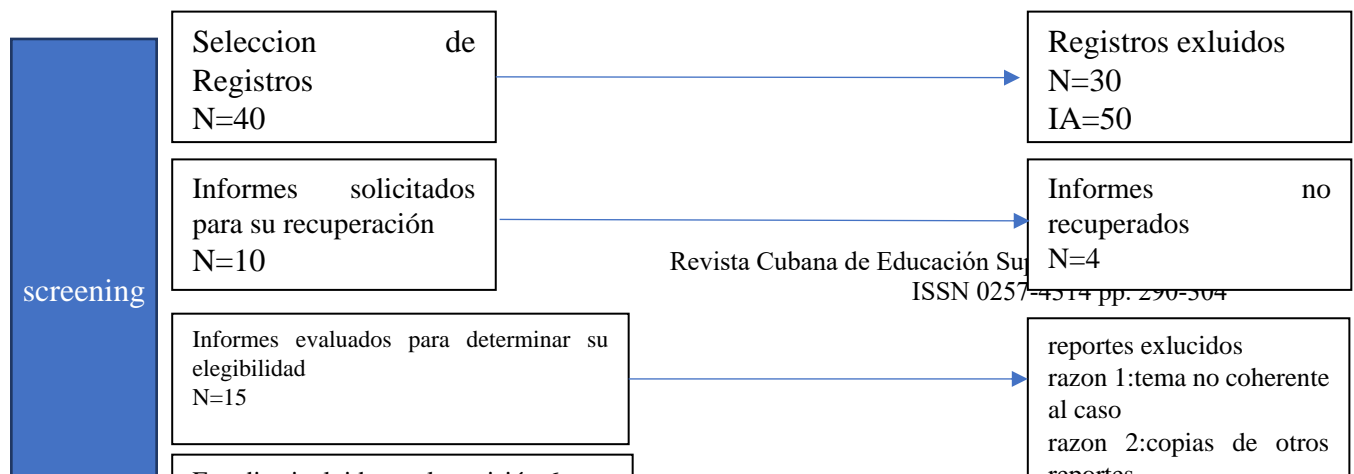 screening
Seleccion de
Registros
N=40
Registros exluidos
N=30
IA=50
Informes solicitados
para su recuperación
N=10
Informes no
recuperados
N=4
Revista Cubana de Educación
ISSN 0257-4314 pp. 290-304
Informes evaluados para determinar su
elegibilidad
N=15
reportes exlucidos
razon 1:tema no coherente
al caso
razon 2:copias de otros
reportes